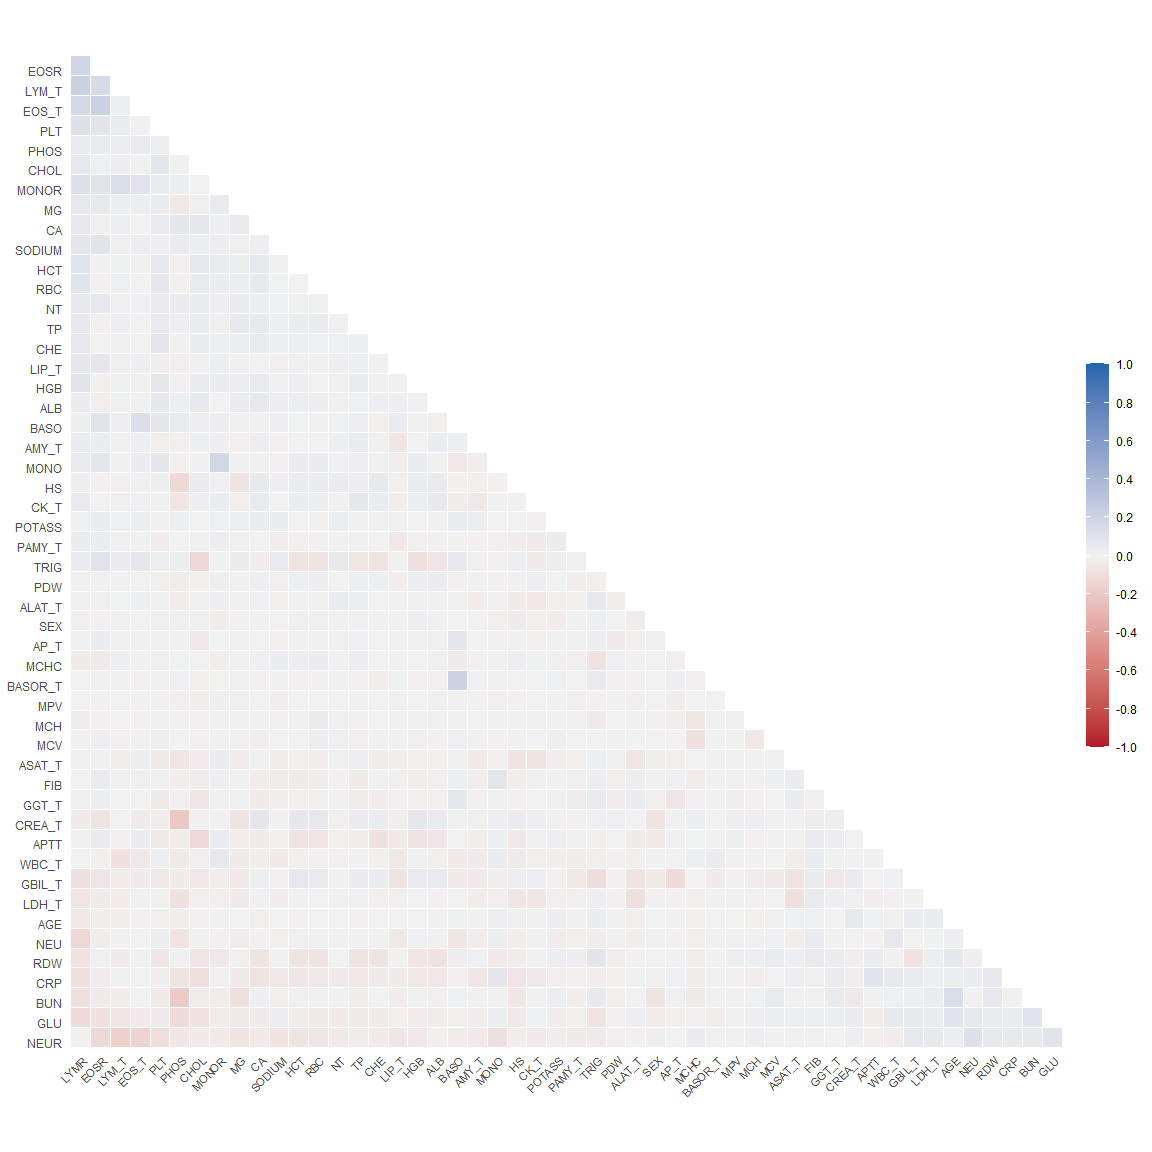 EOSR
LYM_T
EOS_T
PLT
PHOS
CHOL
MONOR
MG
CA
SODIUM
HCT
RBC
NT
TP
CHE
LIP_T
HGB
ALB
BASO
AMY_T
MONO
HS
CK_T
POTASS
PAMY_T
TRIG
PDW
ALAT_T
SEX
AP_T
MCHC
BASOR_T
MPV
MCH
MCV
ASAT_T
FIB
GGT_T
CREA_T
APTT
WBC_T
GBIL_T
LDH_T
AGE
NEU
RDW
CRP
BUN
GLU
NEUR
LYMR
EOSR
LYM_T
EOS_T
PLT
PHOS
CHOL
MONOR
MG
CA
SODIUM
HCT
RBC
NT
TP
CHE
LIP_T
HGB
ALB
BASO
AMY_T
MONO
HS
CK_T
POTASS
PAMY_T
TRIG
PDW
ALAT_T
SEX
AP_T
MCHC
BASOR_T
MPV
MCH
MCV
ASAT_T
FIB
GGT_T
CREA_T
APTT
WBC_T
GBIL_T
LDH_T
AGE
NEU
RDW
CRP
BUN
GLU
1.0
0.8
0.6
0.4
0.2
0.0
-0.2
-0.4
-0.6
-0.8
-1.0